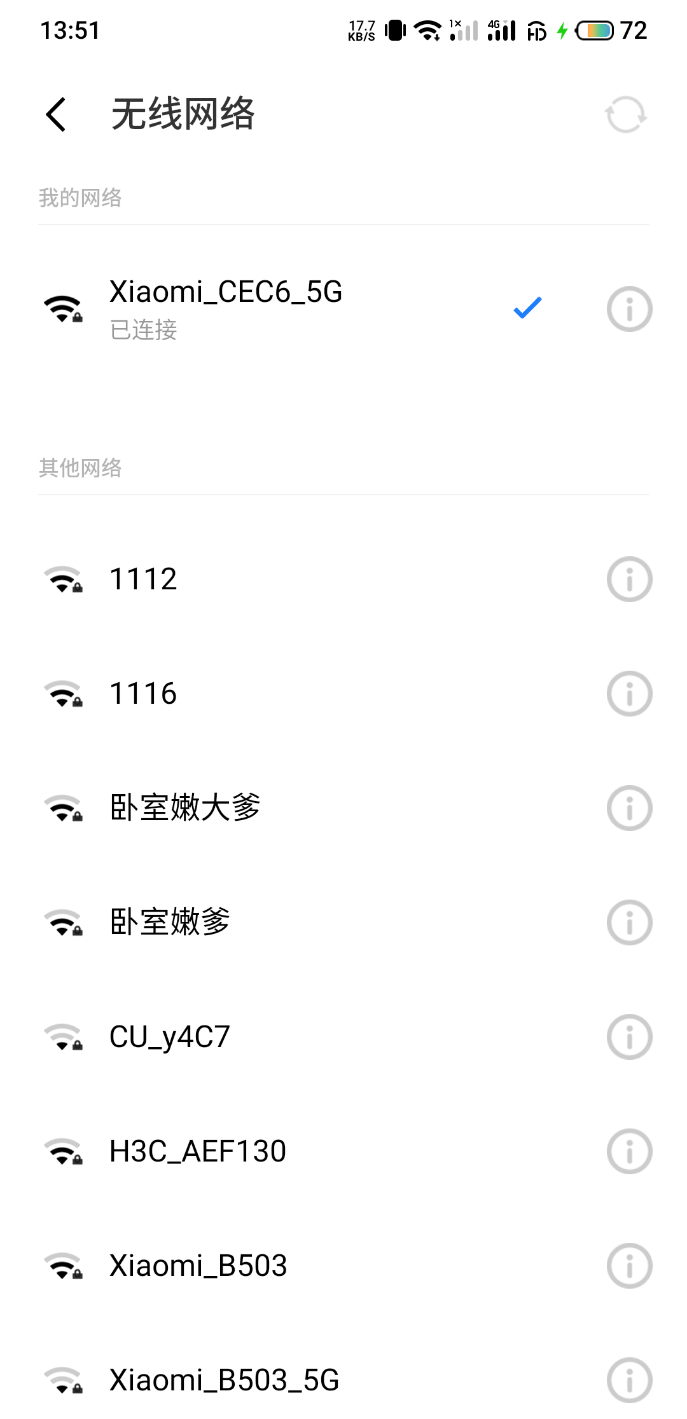 13:51
17.7
KB/S
1×
4G
HD
72
无线网络
我的网络
Xiaomi_CEC6_5G
已连接
其他网络
1112
1116
卧室嫩大爹
卧室嫩爹
CU_y4C7
H3C_AEF130
Xiaomi_B503
Xiaomi_B503_5G